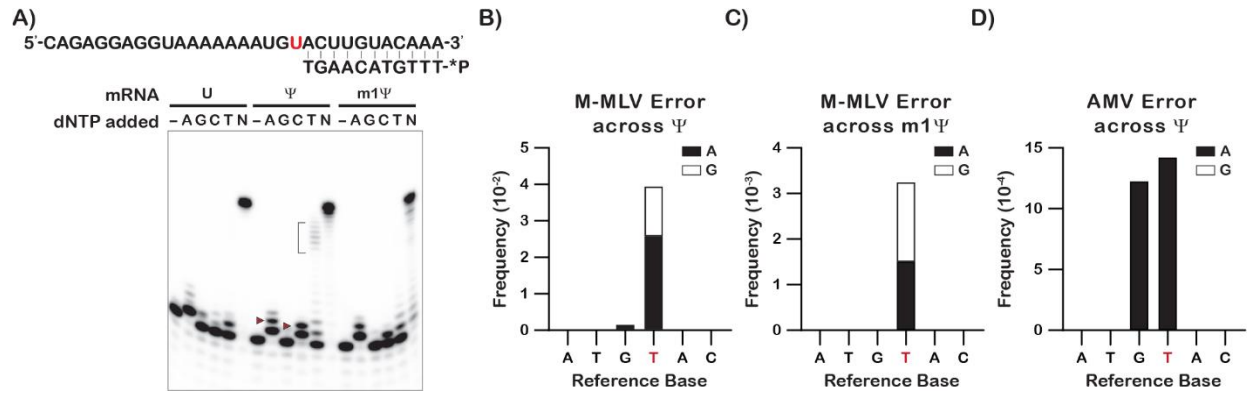 A)
5'-CAGAGGAGGUAAAAAAAUGUACUUGUACAAA-3'
TGAACATGTTT-*P
mRNA U Ψ m1Ψ
dNTP added – A G C T N – A G C T N – A G C T N
B)
M-MLV Error
across Ψ
A
G
Frequency (10-2)
5
4
3
2
1
0
A T G T A C
Reference Base
C)
M-MLV Error
across m1Ψ
A
G
Frequency (10-3)
4
3
2
1
0
A T G T A C
Reference Base
D)
AMV Error
across Ψ
A
G
Frequency (10-4)
15
10
5
0
A T G T A C
Reference Base